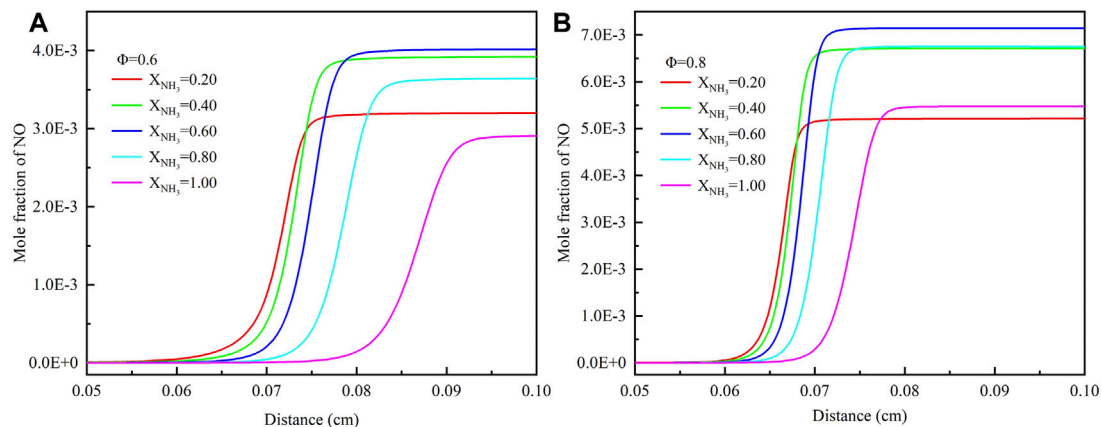 A
Mole fraction of NO
4.0E-3
3.0E-3
2.0E-3
1.0E-3
0.0E+0
Φ=0.6
X_NH₃=0.20
X_NH₃=0.40
X_NH₃=0.60
X_NH₃=0.80
X_NH₃=1.00
0.05 0.06 0.07 0.08 0.09 0.10
Distance (cm)
B
Mole fraction of NO
7.0E-3
6.0E-3
5.0E-3
4.0E-3
3.0E-3
2.0E-3
1.0E-3
0.0E+0
Φ=0.8
X_NH₃=0.20
X_NH₃=0.40
X_NH₃=0.60
X_NH₃=0.80
X_NH₃=1.00
0.05 0.06 0.07 0.08 0.09 0.10
Distance (cm)